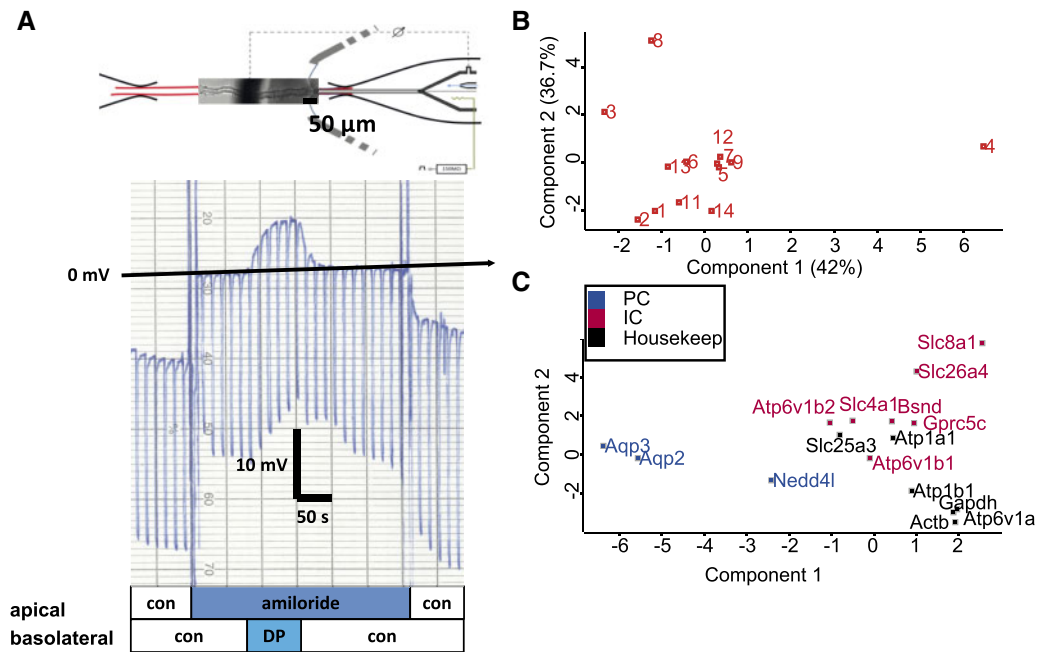 A
50 µm
20
30
0 mV
40
50
10 mV
50 s
60
70
con amiloride con
apical
con DP con
basolateral
B
Component 2 (36.7%)
4
2
0
-2
8
3
4
12
7
9
5
6
13
11
14
1
2
-2 -1 0 1 2 3 4 5 6
Component 1 (42%)
C
PC
IC
Housekeep
Component 2
4
2
0
-2
Slc8a1
Slc26a4
Atp6v1b2 Slc4a1 Bsnd
Gprc5c
Slc25a3 Atp1a1
Aqp3
Aqp2
Atp6v1b1
Nedd4l
Atp1b1
Gapdh
Actb Atp6v1a
-6 -5 -4 -3 -2 -1 0 1 2
Component 1